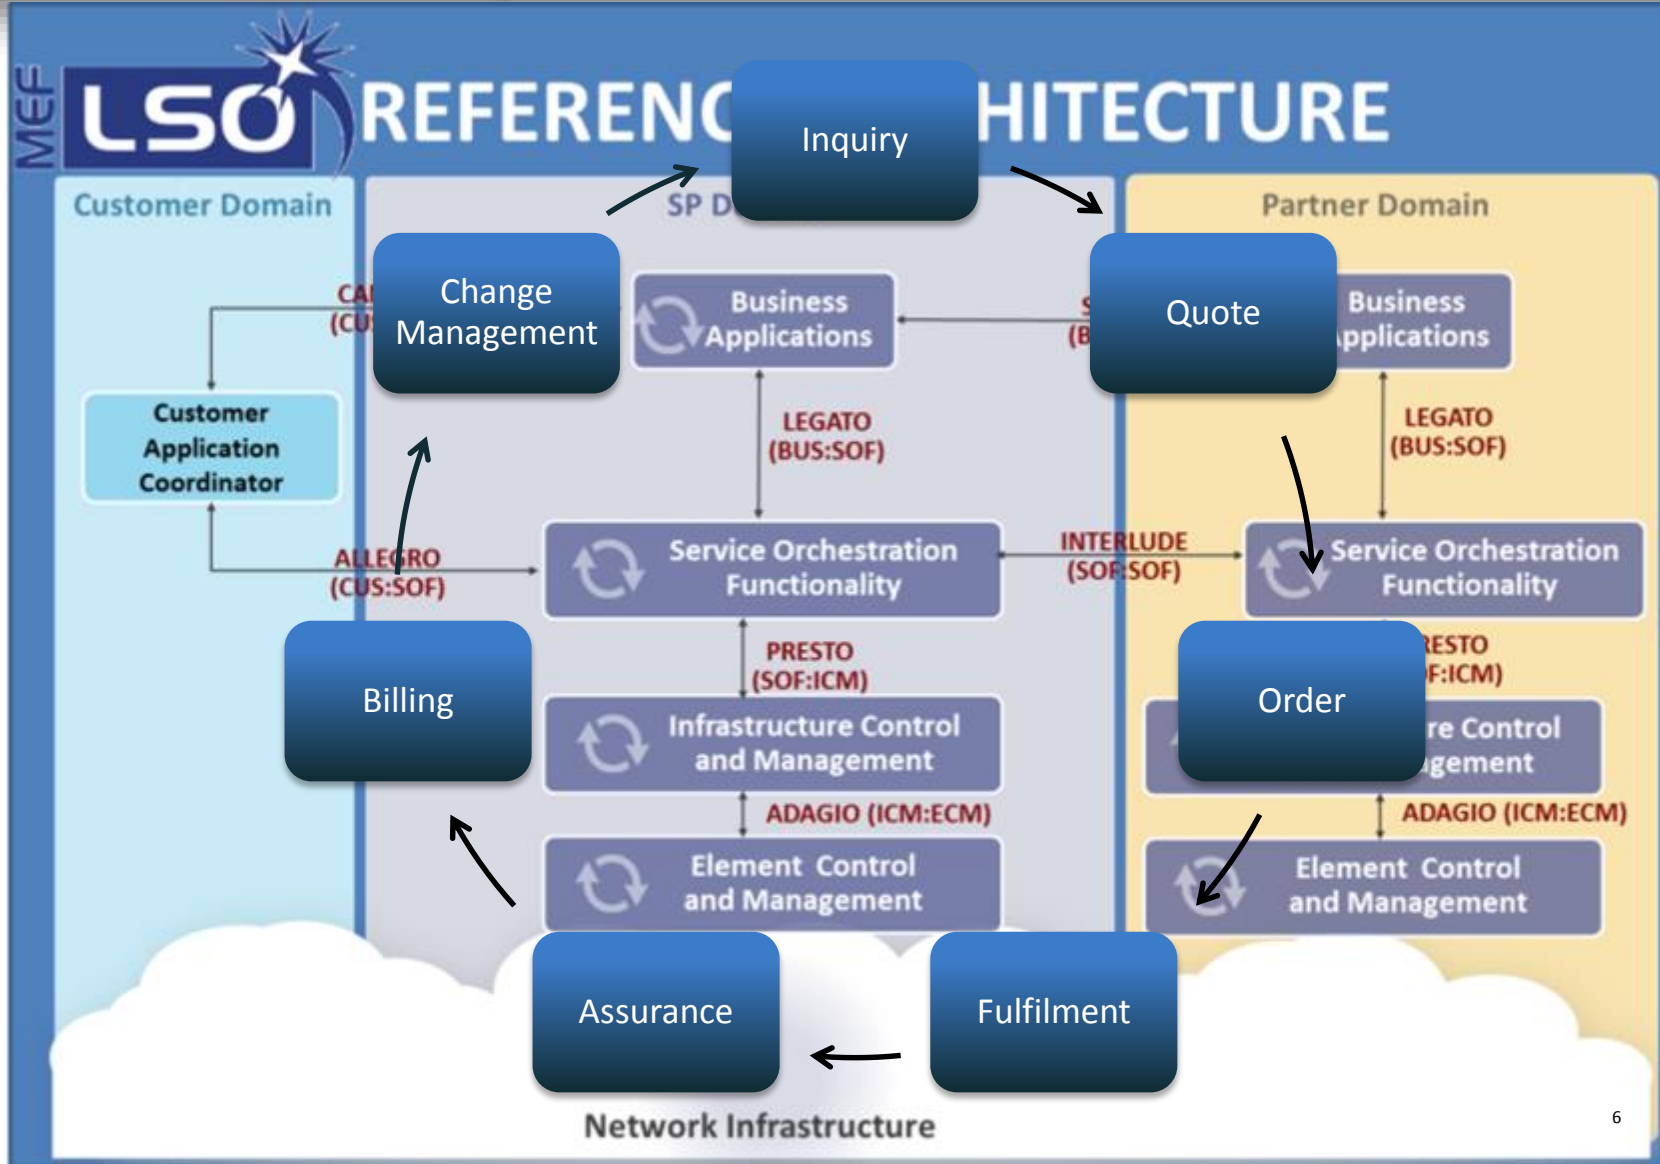 MEF
LSO
REFERENC HITECTURE
Inquiry
Customer Domain
SP D
Partner Domain
Change
Management
CA
(CUS
Business
Applications
S
(B
Quote
Business
pplications
Customer
Application
Coordinator
LEGATO
(BUS:SOF)
LEGATO
(BUS:SOF)
ALLEGRO
(CUS:SOF)
Service Orchestration
Functionality
INTERLUDE
(SOF:SOF)
Service Orchestration
Functionality
Billing
PRESTO
(SOF:ICM)
Order
RESTO
F:ICM)
Infrastructure Control
and Management
re Control
gement
ADAGIO (ICM:ECM)
ADAGIO (ICM:ECM)
Element Control
and Management
Element Control
and Management
Assurance
Fulfilment
Network Infrastructure
6